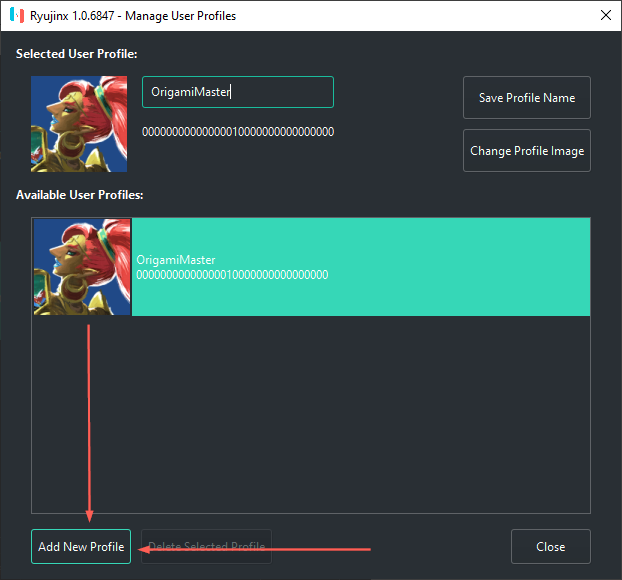 Ryujinx 1.0.6847 - Manage User Profiles
Selected User Profile:
OrigamiMaster
Save Profile Name
00000000000000010000000000000000
Change Profile Image
Available User Profiles:
OrigamiMaster
00000000000000010000000000000000
Add New Profile
Delete Selected Profile
Close